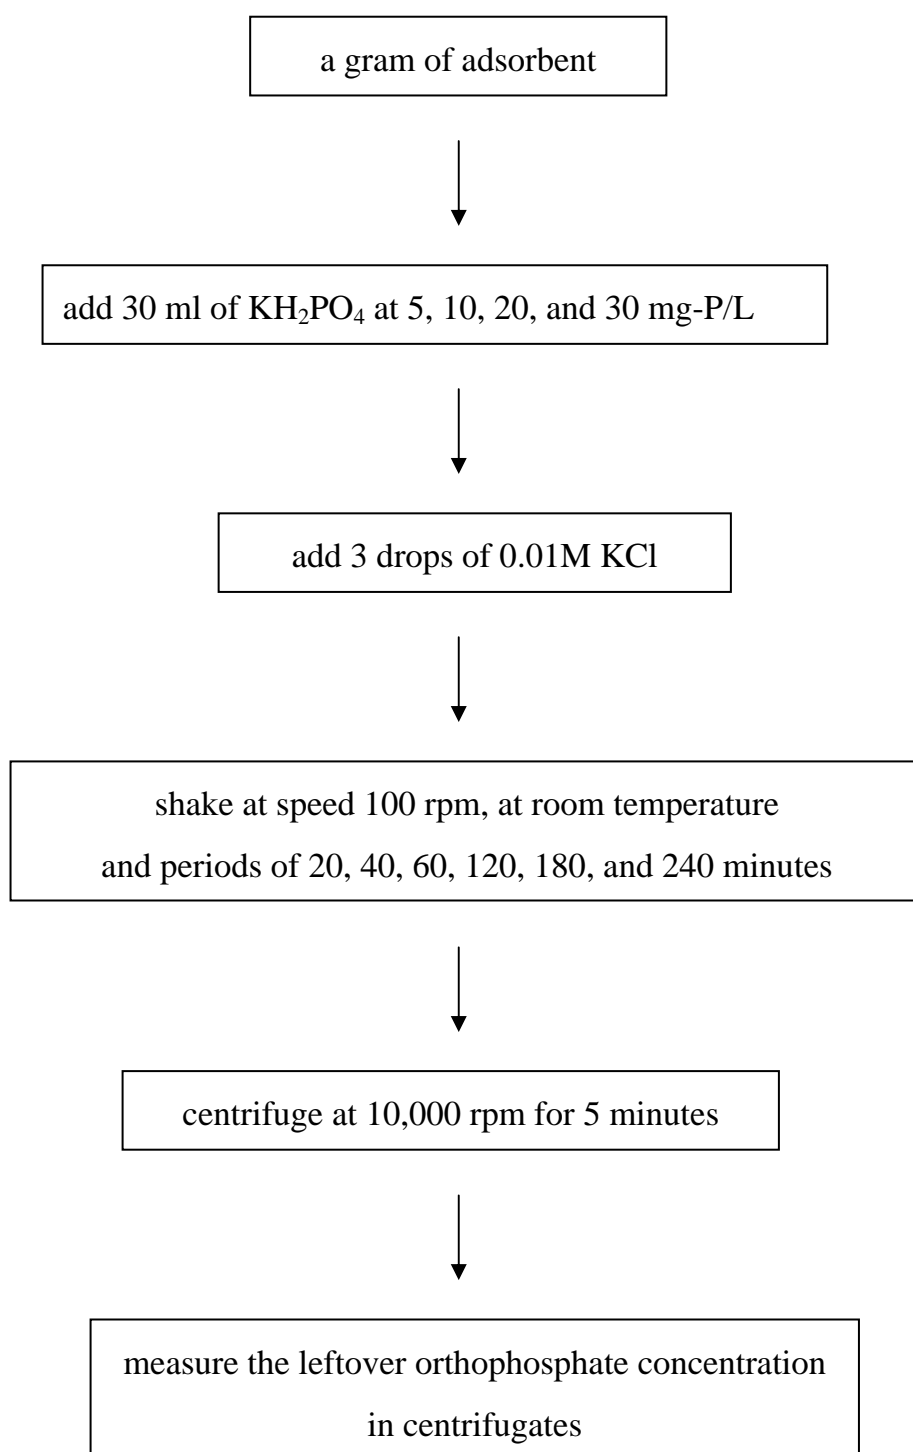 a gram of adsorbent
add 30 ml of KH₂PO₄ at 5, 10, 20, and 30 mg-P/L
add 3 drops of 0.01M KCl
shake at speed 100 rpm, at room temperature
and periods of 20, 40, 60, 120, 180, and 240 minutes
centrifuge at 10,000 rpm for 5 minutes
measure the leftover orthophosphate concentration
in centrifugates